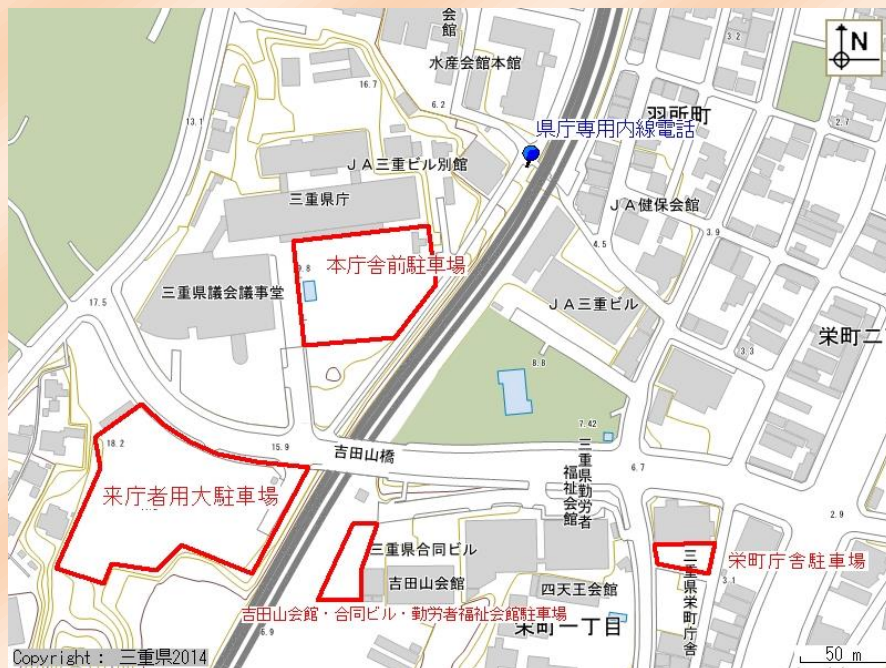 会館
水産会館本館
N
3.2
13.1
16.7
6.2
羽所町
2.7
県庁専用内線電話
JA三重ビル別館
三重県庁
JA健保会館
3.9
4.5
本庁舎前駐車場
9.8
三重県議会議事堂
17.5
JA三重ビル
栄町二
3.3
8.8
7.42
18.2
15.9
吉田山橋
三重県勤労者
福祉会館
6.7
来庁者用大駐車場
2.9
三重県合同ビル
吉田山会館
四天王会館
三重県栄町庁舎
栄町庁舎駐車場
3.1
吉田山会館・合同ビル・勤労者福祉会館駐車場
6.9
栄町一丁目
Copyright : 三重県2014
50 m